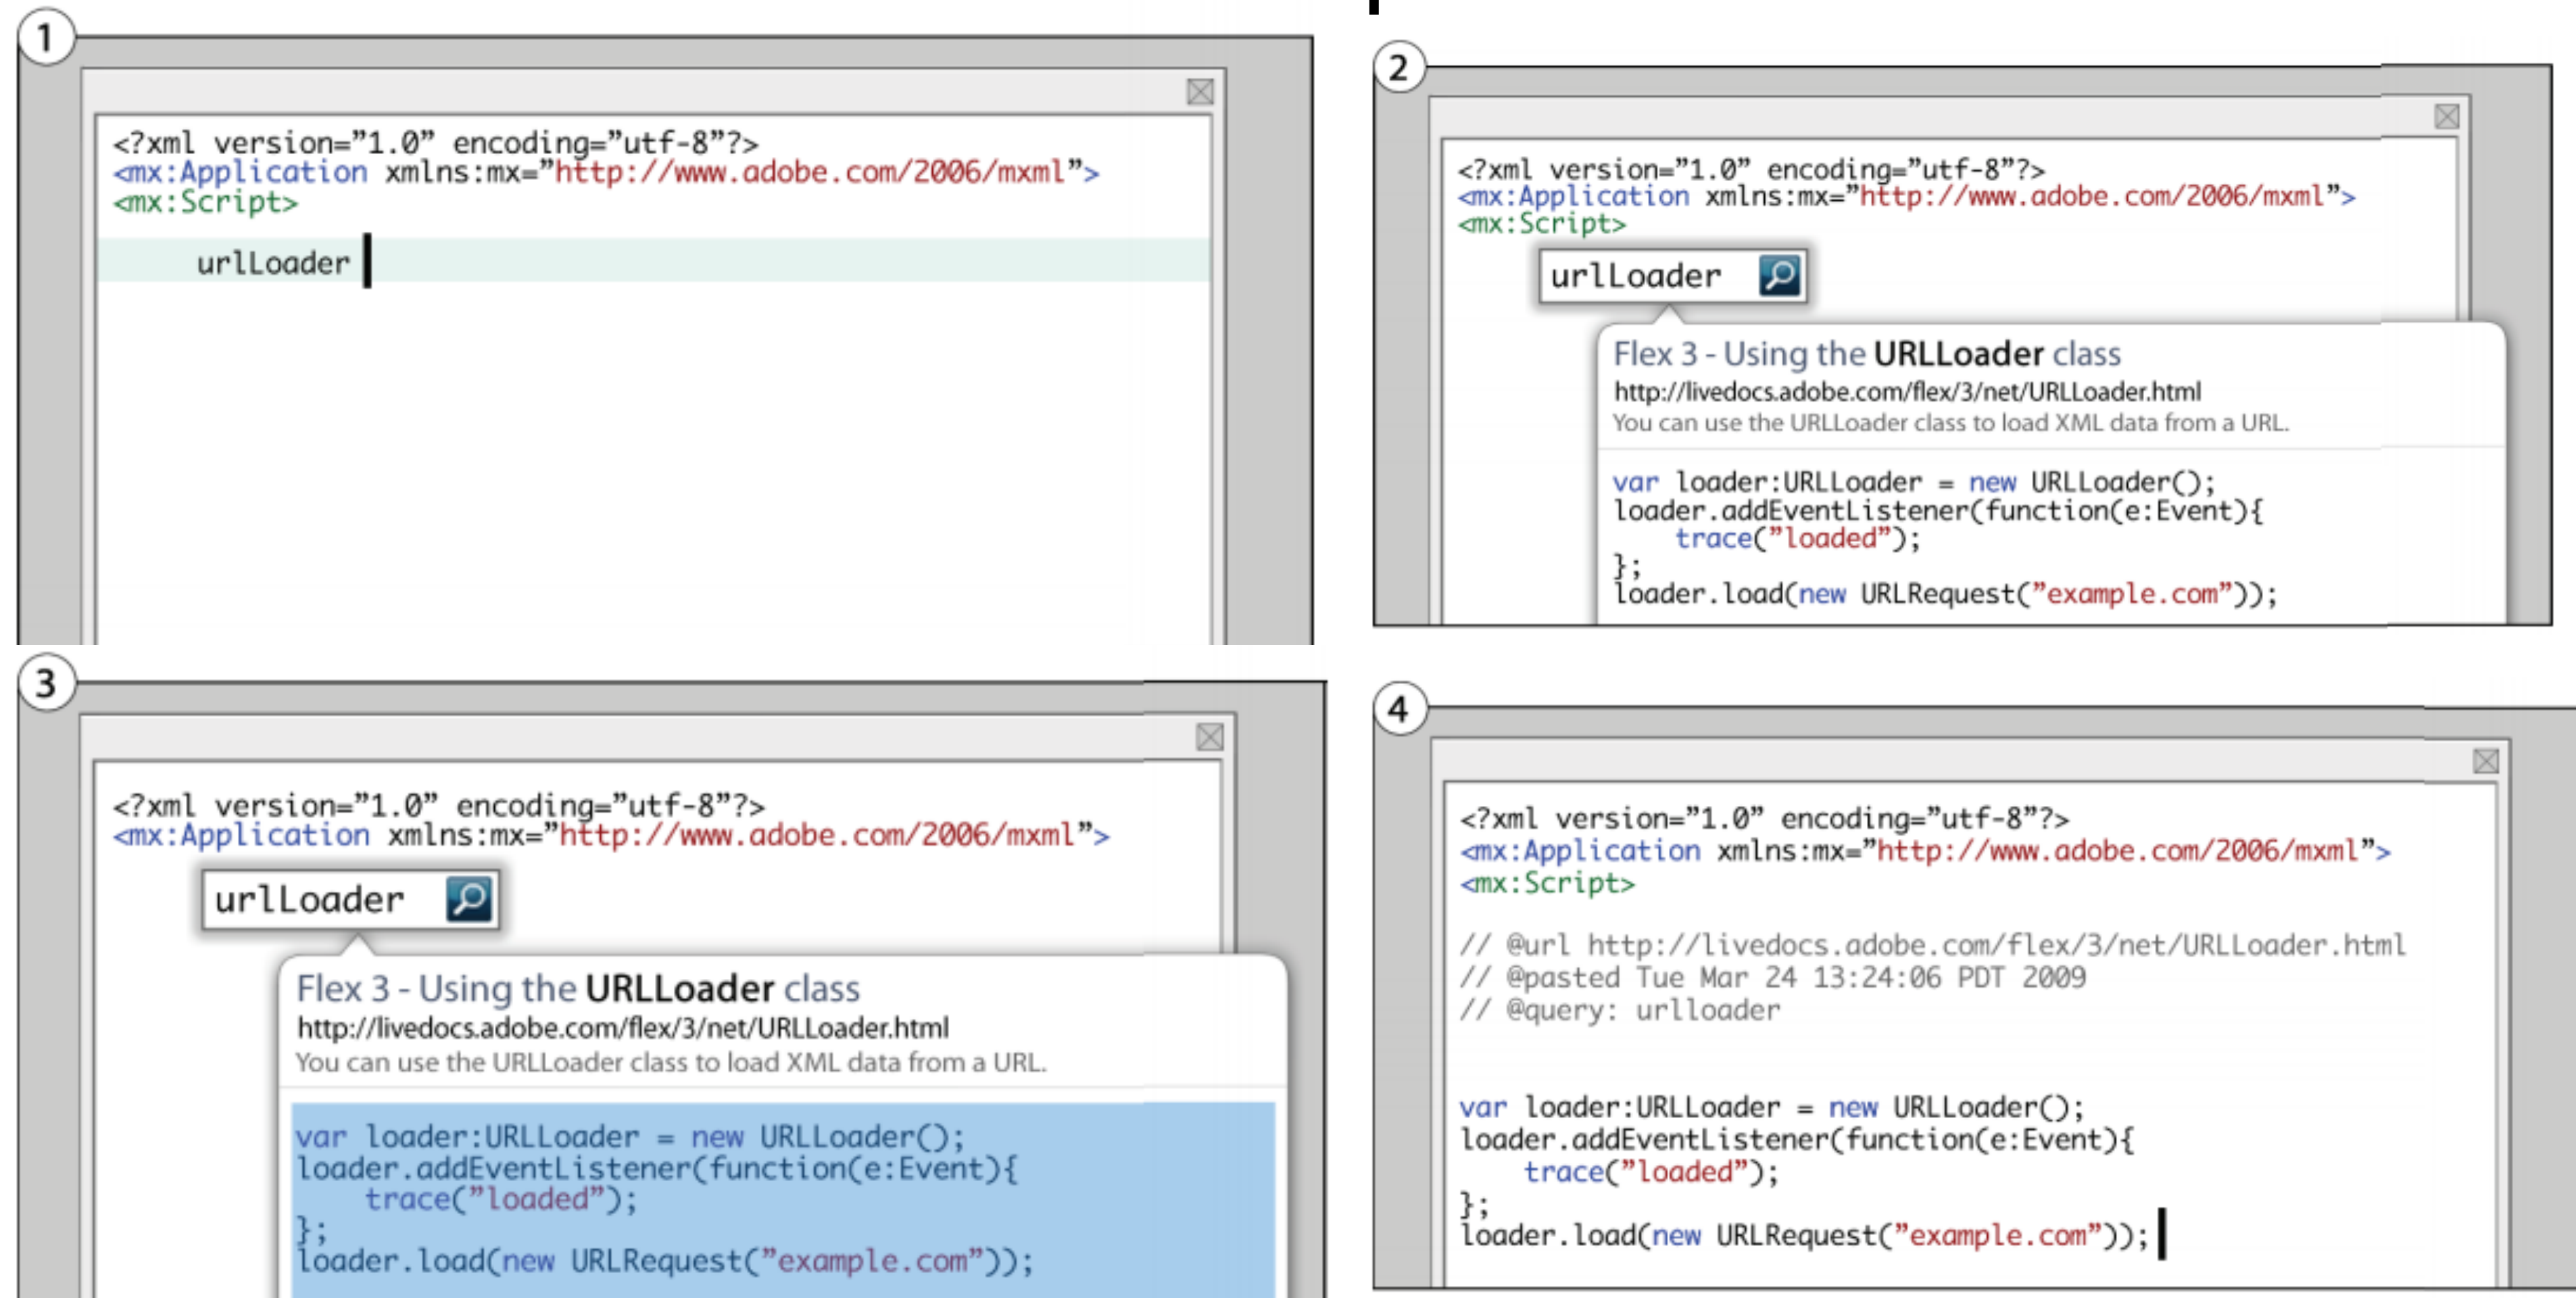 1
<?xml version=”1.0” encoding=”utf-8”?>
<mx:Application xmlns:mx=”http://www.adobe.com/2006/mxml”>
<mx:Script>
urlLoader
2
<?xml version=”1.0” encoding=”utf-8”?>
<mx:Application xmlns:mx=”http://www.adobe.com/2006/mxml”>
<mx:Script>
urlLoader
Flex 3 - Using the URLLoader class
http://livedocs.adobe.com/flex/3/net/URLLoader.html
You can use the URLLoader class to load XML data from a URL.
var loader:URLLoader = new URLLoader();
loader.addEventListener(function(e:Event){
trace(”loaded”);
};
loader.load(new URLRequest(”example.com”));
3
<?xml version=”1.0” encoding=”utf-8”?>
<mx:Application xmlns:mx=”http://www.adobe.com/2006/mxml”>
urlLoader
Flex 3 - Using the URLLoader class
http://livedocs.adobe.com/flex/3/net/URLLoader.html
You can use the URLLoader class to load XML data from a URL.
var loader:URLLoader = new URLLoader();
loader.addEventListener(function(e:Event){
trace(”loaded”);
};
loader.load(new URLRequest(”example.com”));
4
<?xml version=”1.0” encoding=”utf-8”?>
<mx:Application xmlns:mx=”http://www.adobe.com/2006/mxml”>
<mx:Script>
// @url http://livedocs.adobe.com/flex/3/net/URLLoader.html
// @pasted Tue Mar 24 13:24:06 PDT 2009
// @query: urlloader
var loader:URLLoader = new URLLoader();
loader.addEventListener(function(e:Event){
trace(”loaded”);
};
loader.load(new URLRequest(”example.com”));